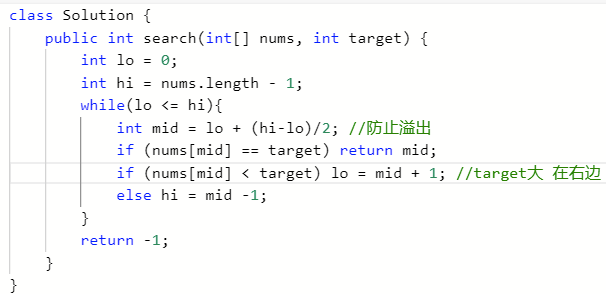 class Solution {
    public int search(int[] nums, int target) {
        int lo = 0;
        int hi = nums.length - 1;
        while(lo <= hi){
            int mid = lo + (hi-lo)/2; //防止溢出
            if (nums[mid] == target) return mid;
            if (nums[mid] < target) lo = mid + 1; //target大 在右边
            else hi = mid -1;
        }
        return -1;
    }
}